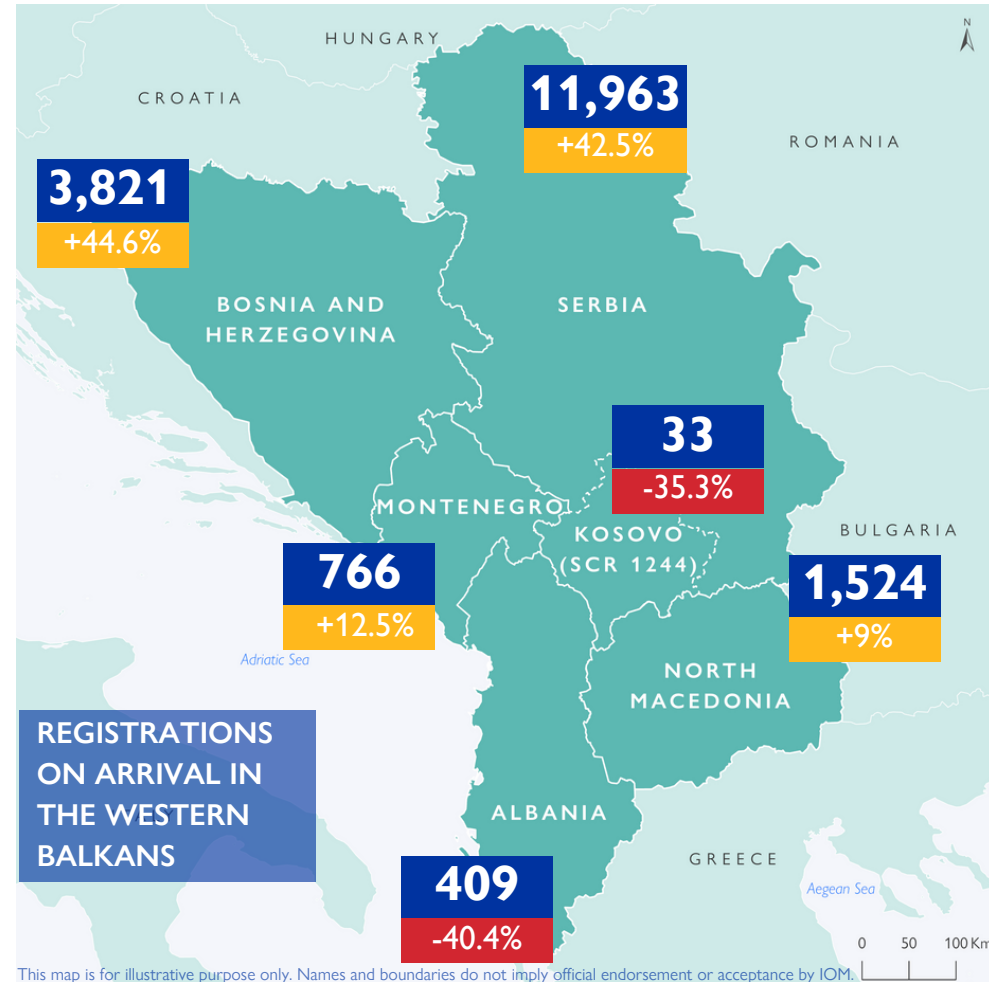 N
HUNGARY
CROATIA
11,963
+42.5%
ROMANIA
3,821
+44.6%
BOSNIA AND
HERZEGOVINA
SERBIA
33
-35.3%
MONTENEGRO
KOSOVO
(SCR 1244)
BULGARIA
766
+12.5%
1,524
+9%
Adriatic Sea
NORTH
MACEDONIA
REGISTRATIONS
ON ARRIVAL IN
THE WESTERN
BALKANS
ALBANIA
GREECE
409
-40.4%
Aegean Sea
0 50 100 Km
This map is for illustrative purpose only. Names and boundaries do not imply official endorsement or acceptance by IOM.